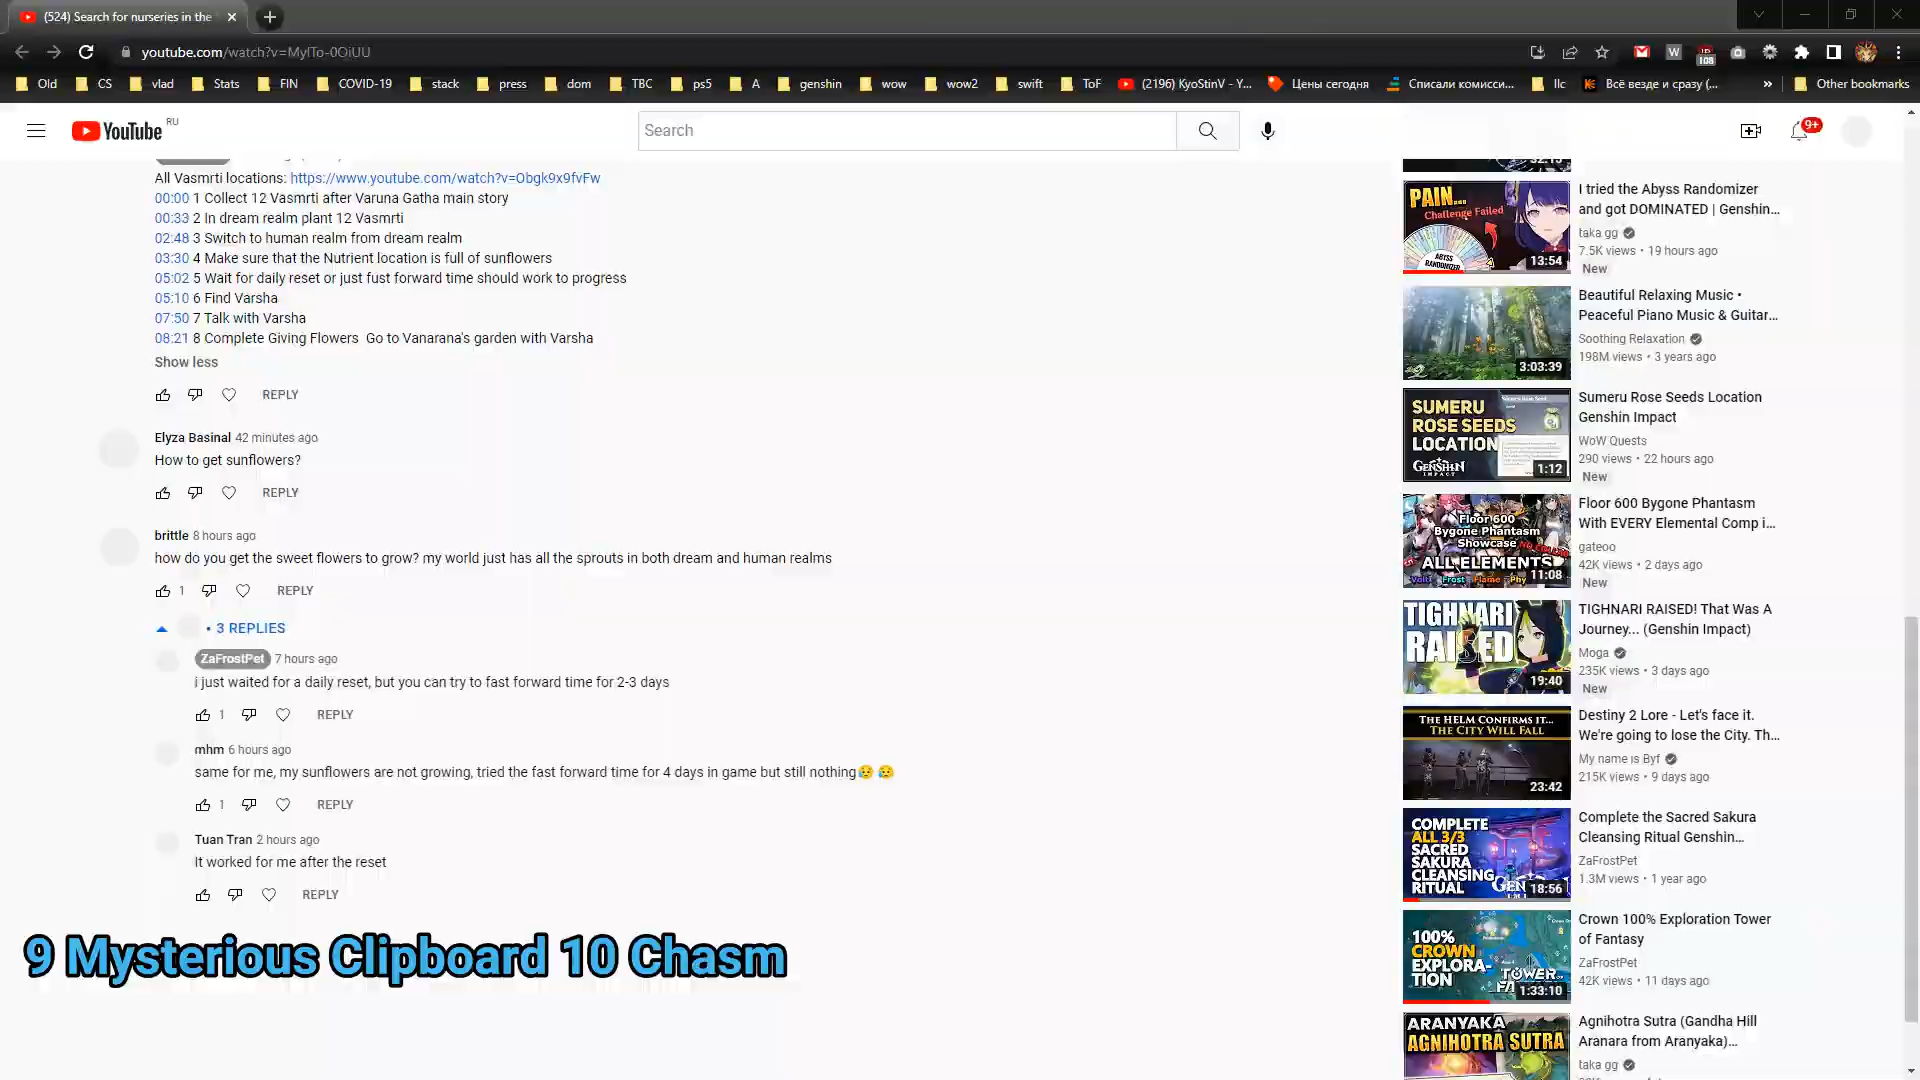 (524) Search for nurseries in the
youtube.com/watch?v=MylTo-0QiUU
Old CS vlad Stats FIN COVID-19 stack press dom TBC ps5 A genshin wow wow2 swift ToF (2196) KyoStinV - Y... Цены сегодня Списали комисси... llc Всё везде и сразу (... » Other bookmarks
YouTube RU
Search
9+
All Vasmrti locations: https://www.youtube.com/watch?v=Obgk9x9fvFw
00:00 1 Collect 12 Vasmrti after Varuna Gatha main story
00:33 2 In dream realm plant 12 Vasmrti
02:48 3 Switch to human realm from dream realm
03:30 4 Make sure that the Nutrient location is full of sunflowers
05:02 5 Wait for daily reset or just fust forward time should work to progress
05:10 6 Find Varsha
07:50 7 Talk with Varsha
08:21 8 Complete Giving Flowers Go to Vanarana's garden with Varsha
Show less
REPLY
Elyza Basinal 42 minutes ago
How to get sunflowers?
REPLY
brittle 8 hours ago
how do you get the sweet flowers to grow? my world just has all the sprouts in both dream and human realms
1 REPLY
• 3 REPLIES
ZaFrostPet 7 hours ago
i just waited for a daily reset, but you can try to fast forward time for 2-3 days
1 REPLY
mhm 6 hours ago
same for me, my sunflowers are not growing, tried the fast forward time for 4 days in game but still nothing😥 😥
1 REPLY
Tuan Tran 2 hours ago
It worked for me after the reset
REPLY
9 Mysterious Clipboard 10 Chasm
32:15
PAIN...
Challenge Failed
ABYSS
RANDOMIZER
13:54
I tried the Abyss Randomizer
and got DOMINATED | Genshin...
taka gg
7.5K views • 19 hours ago
New
3:03:39
Beautiful Relaxing Music •
Peaceful Piano Music & Guitar...
Soothing Relaxation
198M views • 3 years ago
SUMERU
ROSE SEEDS
LOCATION
GENSHIN
IMPACT
1:12
Sumeru Rose Seeds Location
Genshin Impact
WoW Quests
290 views • 22 hours ago
New
Floor 600
Bygone Phantasm
Showcase
ALL ELEMENTS
Volt Frost Flame Phy
11:08
Floor 600 Bygone Phantasm
With EVERY Elemental Comp i...
gateoo
42K views • 2 days ago
New
TIGHNARI
RAISED
19:40
TIGHNARI RAISED! That Was A
Journey... (Genshin Impact)
Moga
235K views • 3 days ago
New
THE HELM CONFIRMS IT...
THE CITY WILL FALL
23:42
Destiny 2 Lore - Let's face it.
We're going to lose the City. Th...
My name is Byf
215K views • 9 days ago
COMPLETE
ALL 3/3
SACRED
SAKURA
CLEANSING
RITUAL
18:56
Complete the Sacred Sakura
Cleansing Ritual Genshin...
ZaFrostPet
1.3M views • 1 year ago
100%
CROWN
EXPLORA-
TION
1:33:10
Crown 100% Exploration Tower
of Fantasy
ZaFrostPet
42K views • 11 days ago
ARANYAKA
AGNIHOTRA SUTRA
Agnihotra Sutra (Gandha Hill
Aranara from Aranyaka)...
taka gg